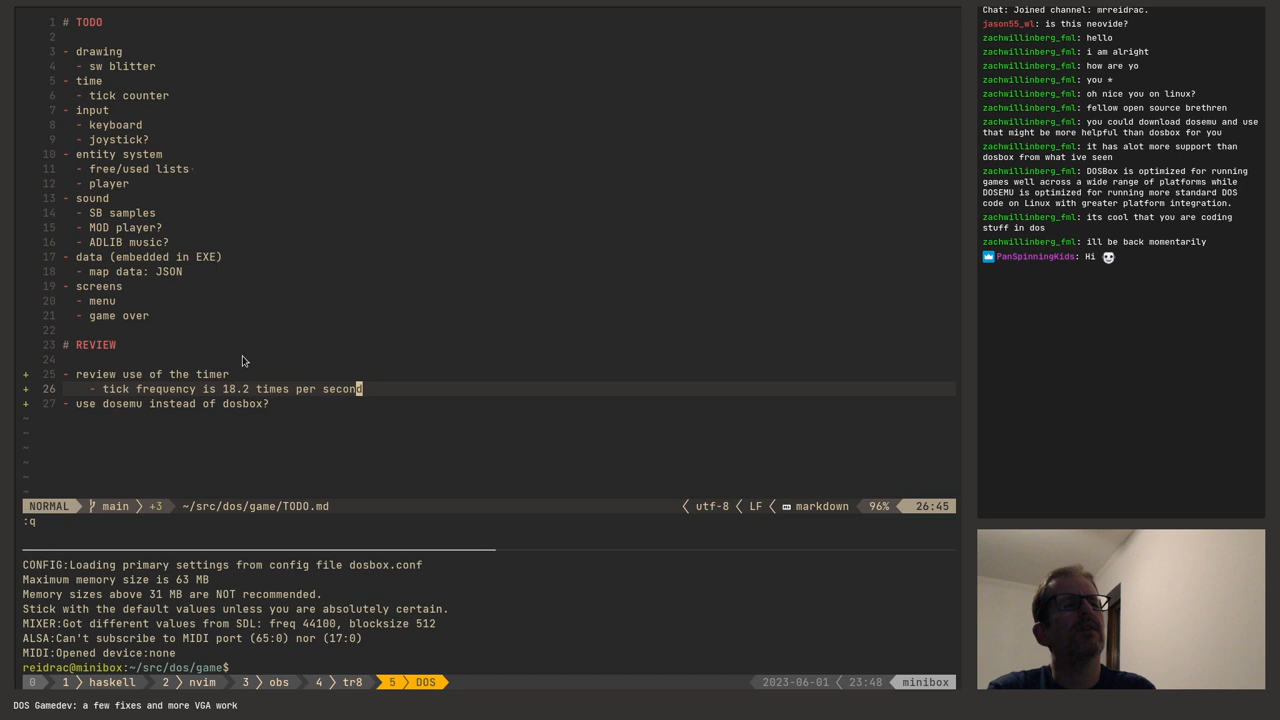 1 # TODO
2
3 - drawing
4   - sw blitter
5 - time
6   - tick counter
7 - input
8   - keyboard
9   - joystick?
10 - entity system
11   - free/used lists
12   - player
13 - sound
14   - SB samples
15   - MOD player?
16   - ADLIB music?
17 - data (embedded in EXE)
18   - map data: JSON
19 - screens
20   - menu
21   - game over
22
23 # REVIEW
24
+ 25 - review use of the timer
+ 26     - tick frequency is 18.2 times per second
+ 27 - use dosemu instead of dosbox?
~
~
~
~
~
~
NORMAL main +3 ~/src/dos/game/TODO.md utf-8 LF markdown 96% 26:45
:q
CONFIG:Loading primary settings from config file dosbox.conf
Maximum memory size is 63 MB
Memory sizes above 31 MB are NOT recommended.
Stick with the default values unless you are absolutely certain.
MIXER:Got different values from SDL: freq 44100, blocksize 512
ALSA:Can't subscribe to MIDI port (65:0) nor (17:0)
MIDI:Opened device:none
reidrac@minibox:~/src/dos/game$
0 1 haskell 2 nvim 3 obs 4 tr8 5 DOS 2023-06-01 23:48 minibox
DOS Gamedev: a few fixes and more VGA work
Chat: Joined channel: mrreidrac.
jason55_wl: is this neovide?
zachwillinberg_fml: hello
zachwillinberg_fml: i am alright
zachwillinberg_fml: how are yo
zachwillinberg_fml: you *
zachwillinberg_fml: oh nice you on linux?
zachwillinberg_fml: fellow open source brethren
zachwillinberg_fml: you could download dosemu and use
that might be more helpful than dosbox for you
zachwillinberg_fml: it has alot more support than
dosbox from what ive seen
zachwillinberg_fml: DOSBox is optimized for running
games well across a wide range of platforms while
DOSEMU is optimized for running more standard DOS
code on Linux with greater platform integration.
zachwillinberg_fml: its cool that you are coding
stuff in dos
zachwillinberg_fml: ill be back momentarily
PanSpinningKids: Hi